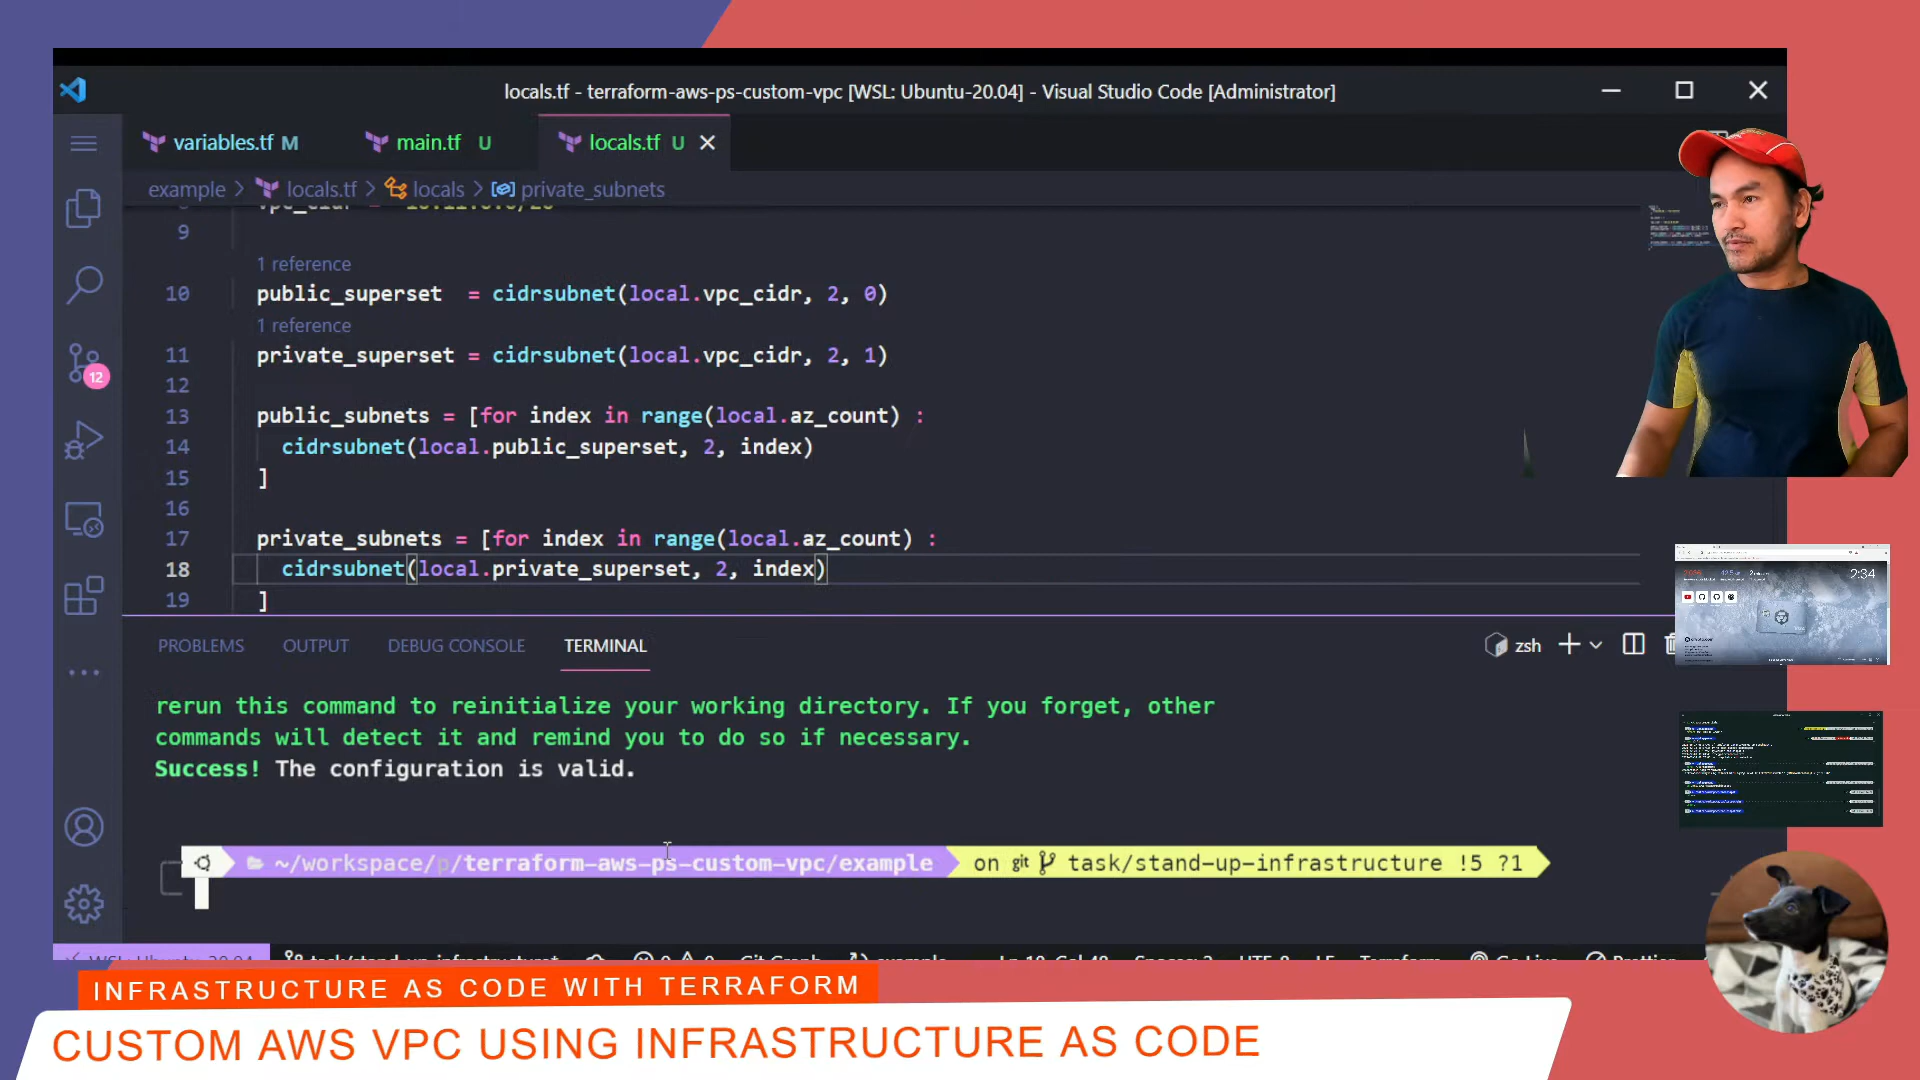 locals.tf - terraform-aws-ps-custom-vpc [WSL: Ubuntu-20.04] - Visual Studio Code [Administrator]
variables.tf M
main.tf U
locals.tf U
example > locals.tf > locals > private_subnets
9
1 reference
10 public_superset = cidrsubnet(local.vpc_cidr, 2, 0)
1 reference
11 private_superset = cidrsubnet(local.vpc_cidr, 2, 1)
12
13 public_subnets = [for index in range(local.az_count) :
14 cidrsubnet(local.public_superset, 2, index)
15 ]
16
17 private_subnets = [for index in range(local.az_count) :
18 cidrsubnet(local.private_superset, 2, index)
19 ]
12
PROBLEMS OUTPUT DEBUG CONSOLE TERMINAL
zsh
rerun this command to reinitialize your working directory. If you forget, other
commands will detect it and remind you to do so if necessary.
Success! The configuration is valid.
~/workspace/p/terraform-aws-ps-custom-vpc/example on git task/stand-up-infrastructure !5 ?1
2:34
INFRASTRUCTURE AS CODE WITH TERRAFORM
CUSTOM AWS VPC USING INFRASTRUCTURE AS CODE